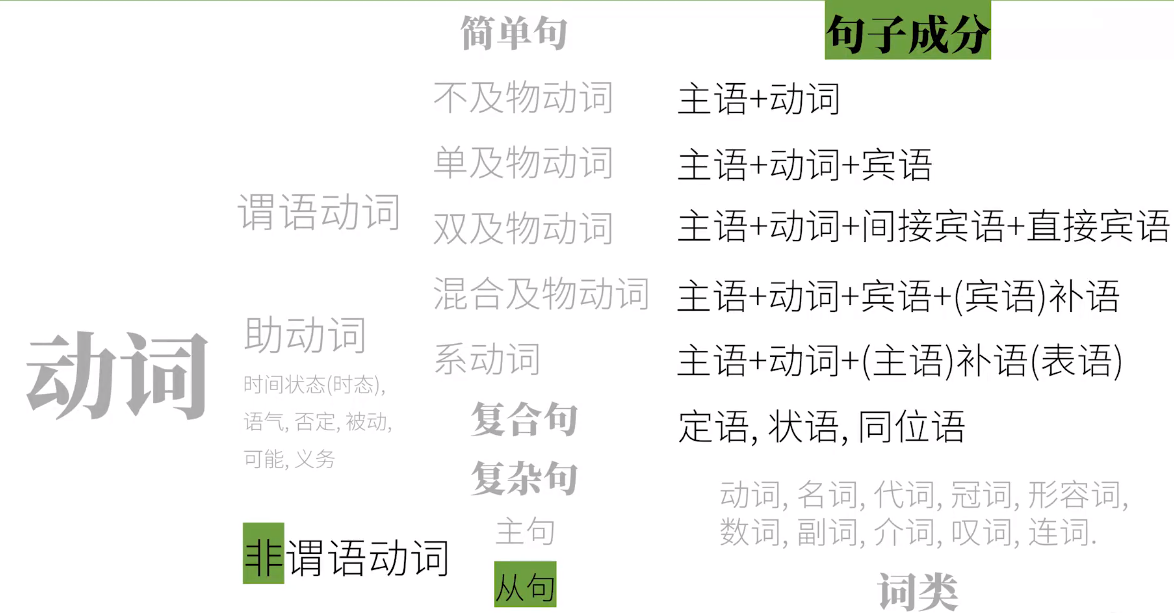 简单句
句子成分
不及物动词
主语+动词
单及物动词
主语+动词+宾语
谓语动词
双及物动词
主语+动词+间接宾语+直接宾语
混合及物动词
主语+动词+宾语+(宾语)补语
动词
助动词
时间状态(时态),
语气, 否定, 被动,
可能, 义务
系动词
主语+动词+(主语)补语(表语)
复合句
定语, 状语, 同位语
复杂句
动词, 名词, 代词, 冠词, 形容词,
数词, 副词, 介词, 叹词, 连词.
主句
非谓语动词
从句
词类